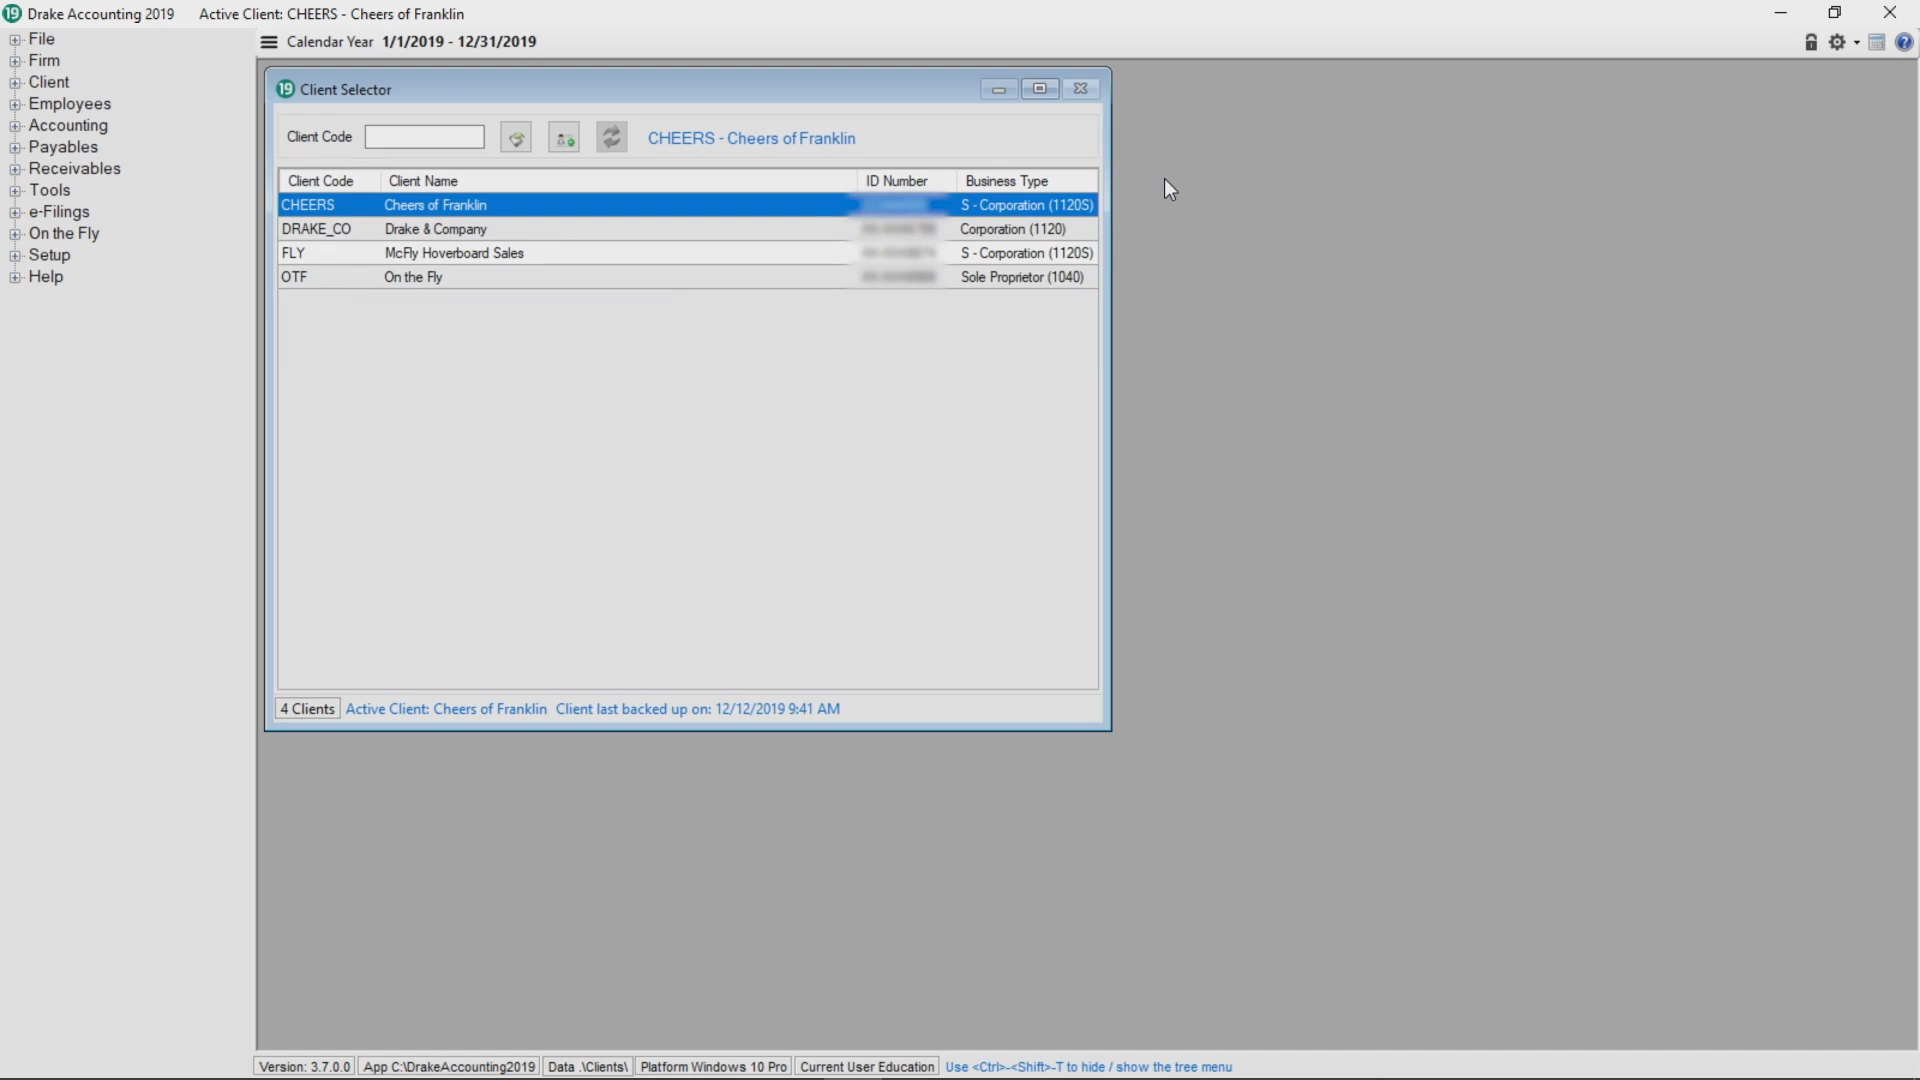 19 Drake Accounting 2019 Active Client: CHEERS - Cheers of Franklin
File
Firm
Client
Employees
Accounting
Payables
Receivables
Tools
e-Filings
On the Fly
Setup
Help
Calendar Year 1/1/2019 - 12/31/2019
19 Client Selector
Client Code CHEERS - Cheers of Franklin
Client Code Client Name ID Number Business Type
CHEERS Cheers of Franklin S - Corporation (1120S)
DRAKE_CO Drake & Company Corporation (1120)
FLY McFly Hoverboard Sales S - Corporation (1120S)
OTF On the Fly Sole Proprietor (1040)
4 Clients Active Client: Cheers of Franklin Client last backed up on: 12/12/2019 9:41 AM
Version: 3.7.0.0 App C:\DrakeAccounting2019 Data .\Clients\ Platform Windows 10 Pro Current User Education Use <Ctrl>-<Shift>-T to hide / show the tree menu